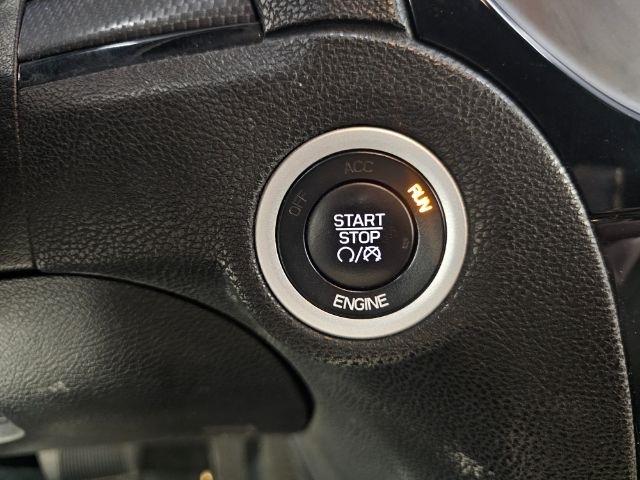 OFF
ACC
RUN
START
STOP
ENGINE